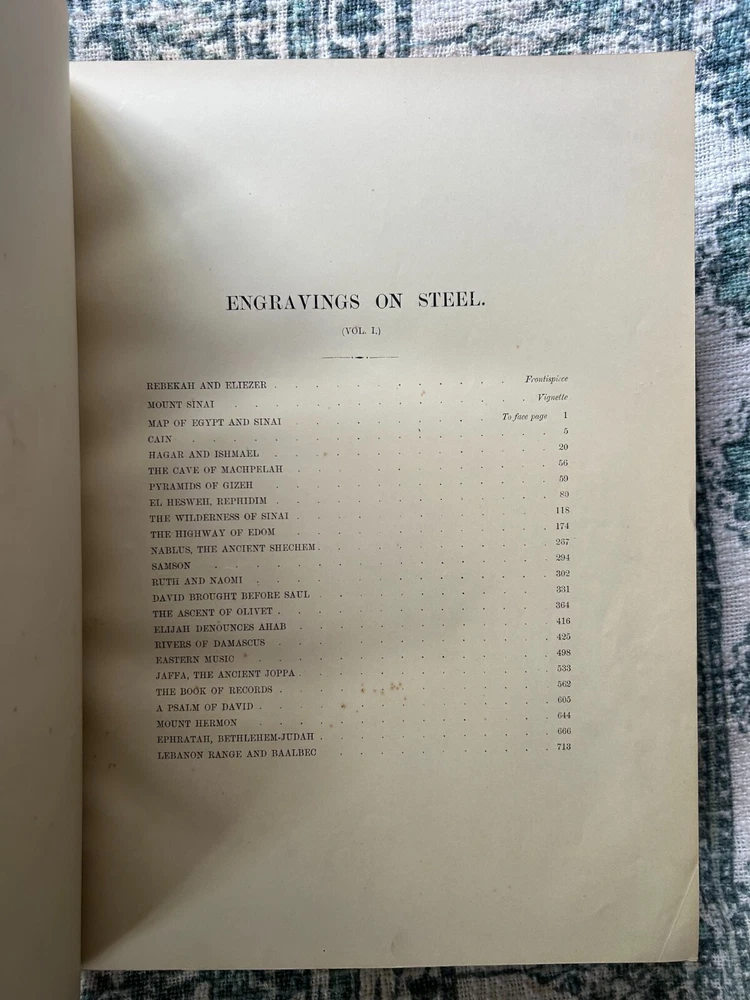 ENGRAVINGS ON STEEL.
(VOL. I.)
REBEKAH AND ELIEZER . . . . . . . . . . Frontispiece
MOUNT SINAI . . . . . . . . . . . . . Vignette
MAP OF EGYPT AND SINAI . . . . . . . . To face page 1
CAIN . . . . . . . . . . . . . . . 5
HAGAR AND ISHMAEL . . . . . . . . . . . . 20
THE CAVE OF MACHPELAH . . . . . . . . . . . 56
PYRAMIDS OF GIZEH . . . . . . . . . . . . 59
EL HESWEH, REPHIDIM . . . . . . . . . . . . 89
THE WILDERNESS OF SINAI . . . . . . . . . . . 118
THE HIGHWAY OF EDOM . . . . . . . . . . . . 174
NABLUS, THE ANCIENT SHECHEM . . . . . . . . . . 267
SAMSON . . . . . . . . . . . . . . 294
RUTH AND NAOMI . . . . . . . . . . . . . 302
DAVID BROUGHT BEFORE SAUL . . . . . . . . . . 331
THE ASCENT OF OLIVET . . . . . . . . . . . . 364
ELIJAH DENOUNCES AHAB . . . . . . . . . . . 416
RIVERS OF DAMASCUS . . . . . . . . . . . . 425
EASTERN MUSIC . . . . . . . . . . . . . 498
JAFFA, THE ANCIENT JOPPA . . . . . . . . . . . 533
THE BOOK OF RECORDS . . . . . . . . . . . . 562
A PSALM OF DAVID . . . . . . . . . . . . . 605
MOUNT HERMON . . . . . . . . . . . . . 644
EPHRATAH, BETHLEHEM-JUDAH . . . . . . . . . . 666
LEBANON RANGE AND BAALBEC . . . . . . . . . . 713